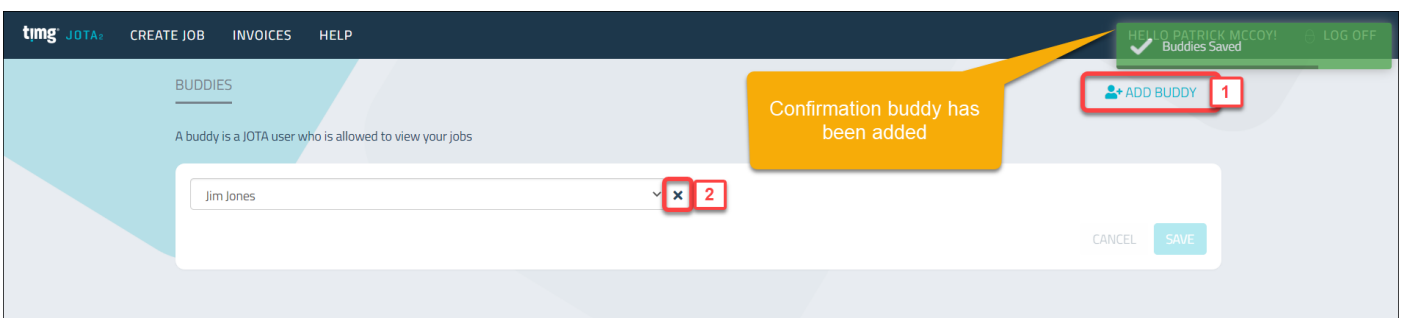 timg JOTA2 CREATE JOB INVOICES HELP HELLO PATRICK MCCOY! LOG OFF
Buddies Saved
BUDDIES
ADD BUDDY 1
Confirmation buddy has
been added
A buddy is a JOTA user who is allowed to view your jobs
Jim Jones 2
CANCEL SAVE